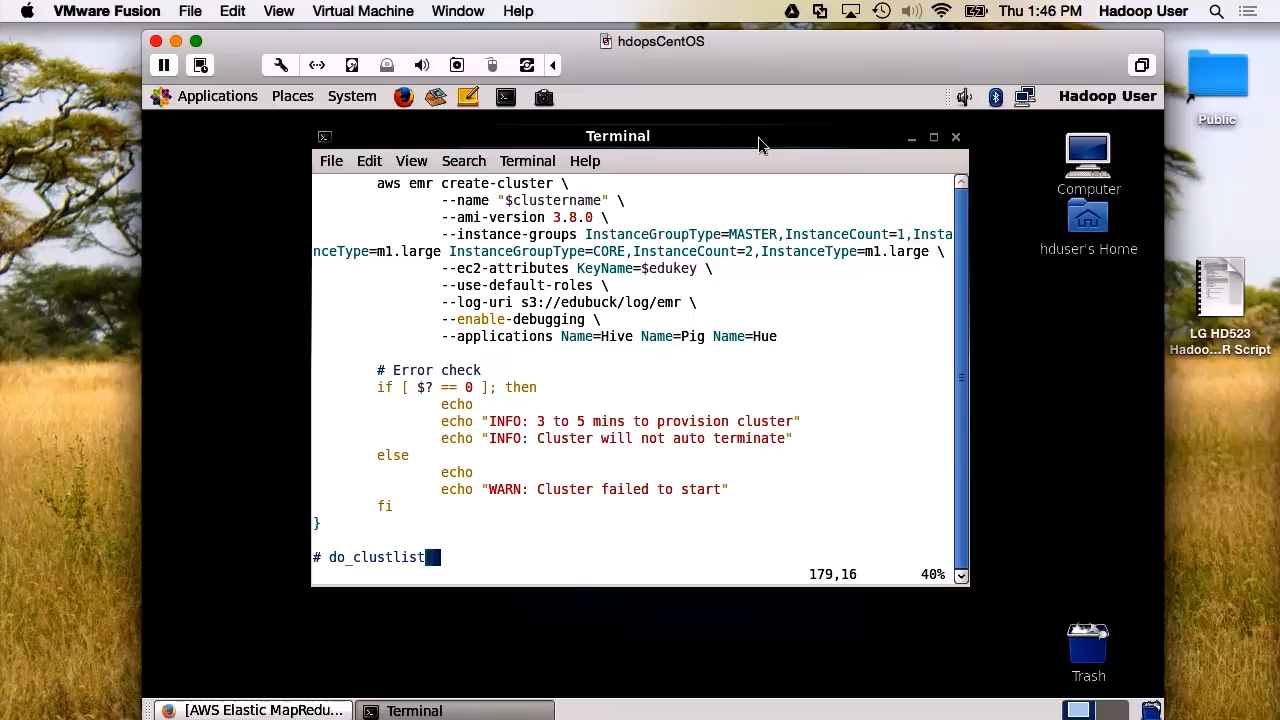 VMware Fusion File Edit View Virtual Machine Window Help Thu 1:46 PM Hadoop User
hdopsCentOS
Applications Places System Hadoop User
Public
Terminal
File Edit View Search Terminal Help
Computer
hduser's Home
LG HD523
Hadoo...R Script
aws emr create-cluster \
--name "$clustername" \
--ami-version 3.8.0 \
--instance-groups InstanceGroupType=MASTER,InstanceCount=1,Insta
nceType=m1.large InstanceGroupType=CORE,InstanceCount=2,InstanceType=m1.large \
--ec2-attributes KeyName=$edukey \
--use-default-roles \
--log-uri s3://edubuck/log/emr \
--enable-debugging \
--applications Name=Hive Name=Pig Name=Hue
# Error check
if [ $? == 0 ]; then
echo
echo "INFO: 3 to 5 mins to provision cluster"
echo "INFO: Cluster will not auto terminate"
else
echo
echo "WARN: Cluster failed to start"
fi
}
# do_clustlist
179,16 40%
Trash
[AWS Elastic MapRedu... Terminal